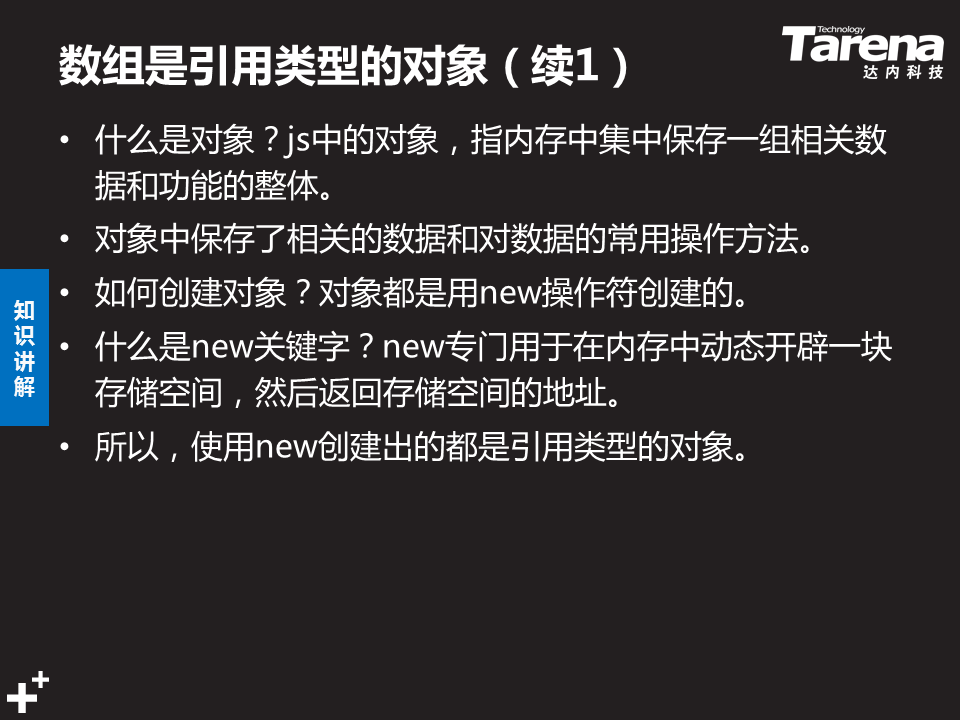 数组是引用类型的对象（续1）
Technology
Tarena
达内科技
• 什么是对象？js中的对象，指内存中集中保存一组相关数
据和功能的整体。
• 对象中保存了相关的数据和对数据的常用操作方法。
• 如何创建对象？对象都是用new操作符创建的。
• 什么是new关键字？new专门用于在内存中动态开辟一块
存储空间，然后返回存储空间的地址。
• 所以，使用new创建出的都是引用类型的对象。
知
识
讲
解